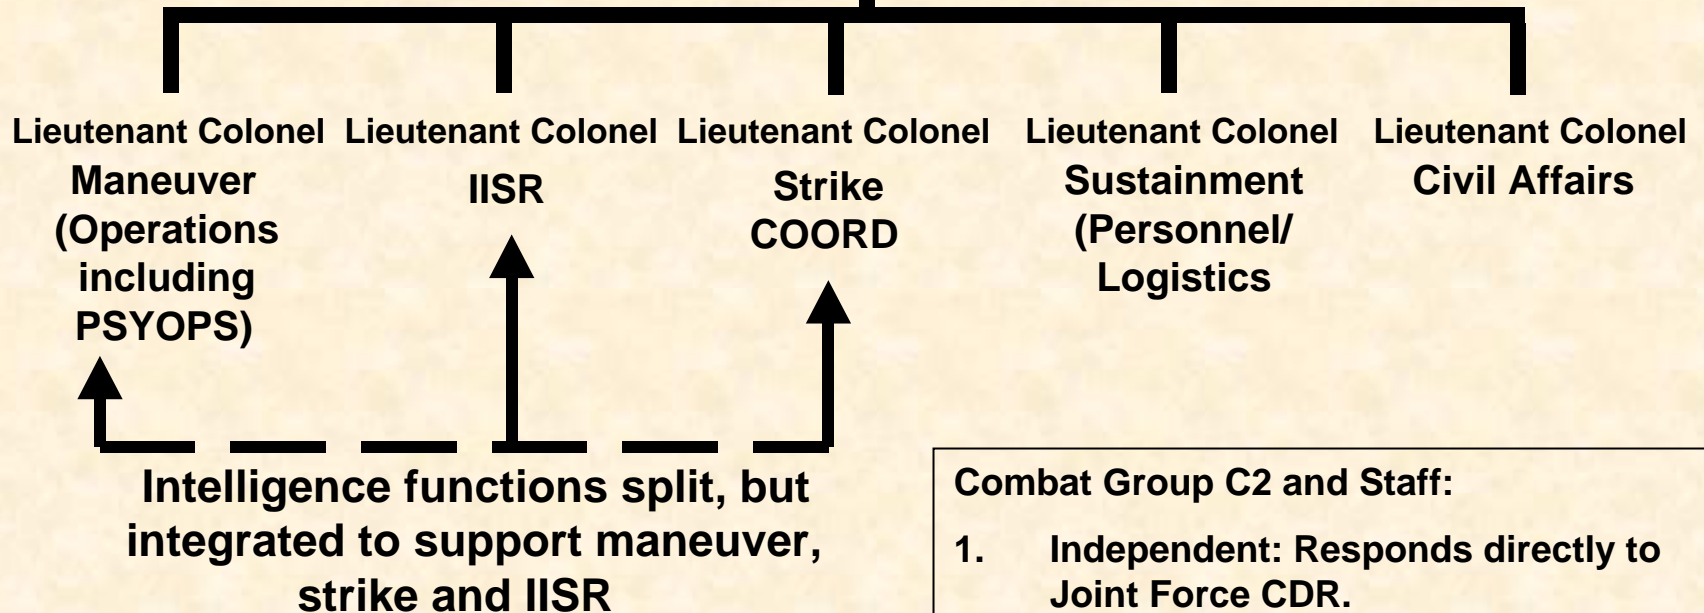 Lieutenant Colonel
Maneuver
(Operations
including
PSYOPS)
Lieutenant Colonel
IISR
Lieutenant Colonel
Strike
COORD
Lieutenant Colonel
Sustainment
(Personnel/
Logistics
Lieutenant Colonel
Civil Affairs
Intelligence functions split, but
integrated to support maneuver,
strike and IISR
Combat Group C2 and Staff:
1. Independent: Responds directly to
Joint Force CDR.